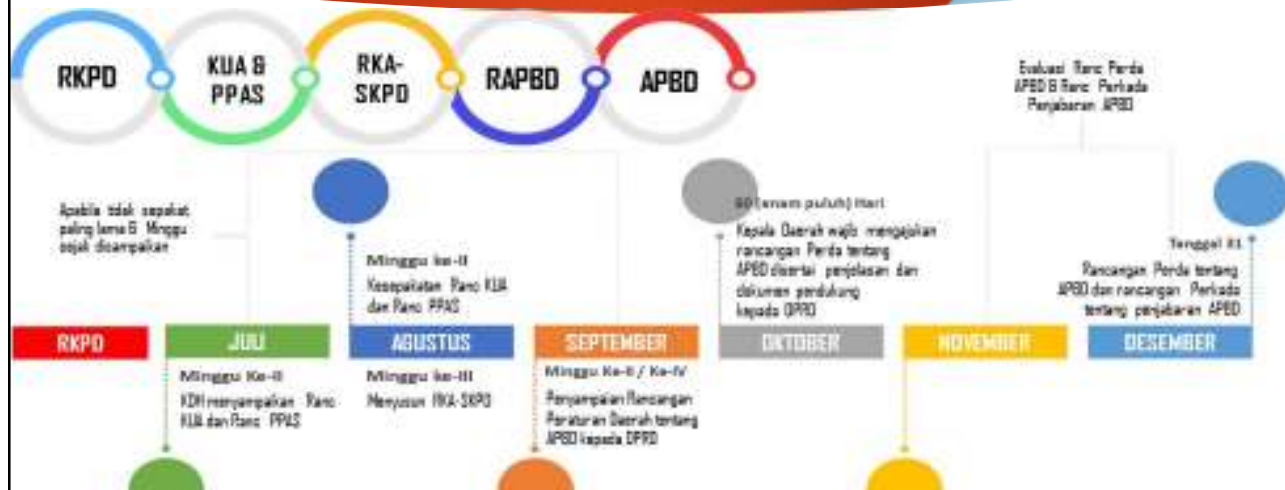 RKPD
KUA &
PPAS
RKA-
SKPD
RAPBD
APBD
Evaluasi Ranc Perda
APBD & Ranc Perkada
Penjabaran APBD
Apabila tidak sepakat
paling lama 6 Minggu
sejak disampaikan
Minggu ke-II
Kesepakatan Ranc KUA
dan Ranc PPAS
60 (enam puluh) Hari
Kepala Daerah wajib mengajukan
rancangan Perda tentang
APBD disertai penjelasan dan
dokumen pendukung
kepada DPRD
Tanggal 31
Rancangan Perda tentang
APBD dan rancangan Perkada
tentang penjabaran APBD
RKPD
JULI
AGUSTUS
SEPTEMBER
OKTOBER
NOVEMBER
DESEMBER
Minggu Ke-II
KDH menyampaikan Ranc
KUA dan Ranc PPAS
Minggu ke-III
Menyusun RKA-SKPD
Minggu Ke-II / Ke-IV
Penyampaian Rancangan
Peraturan Daerah tentang
APBD kepada DPRD